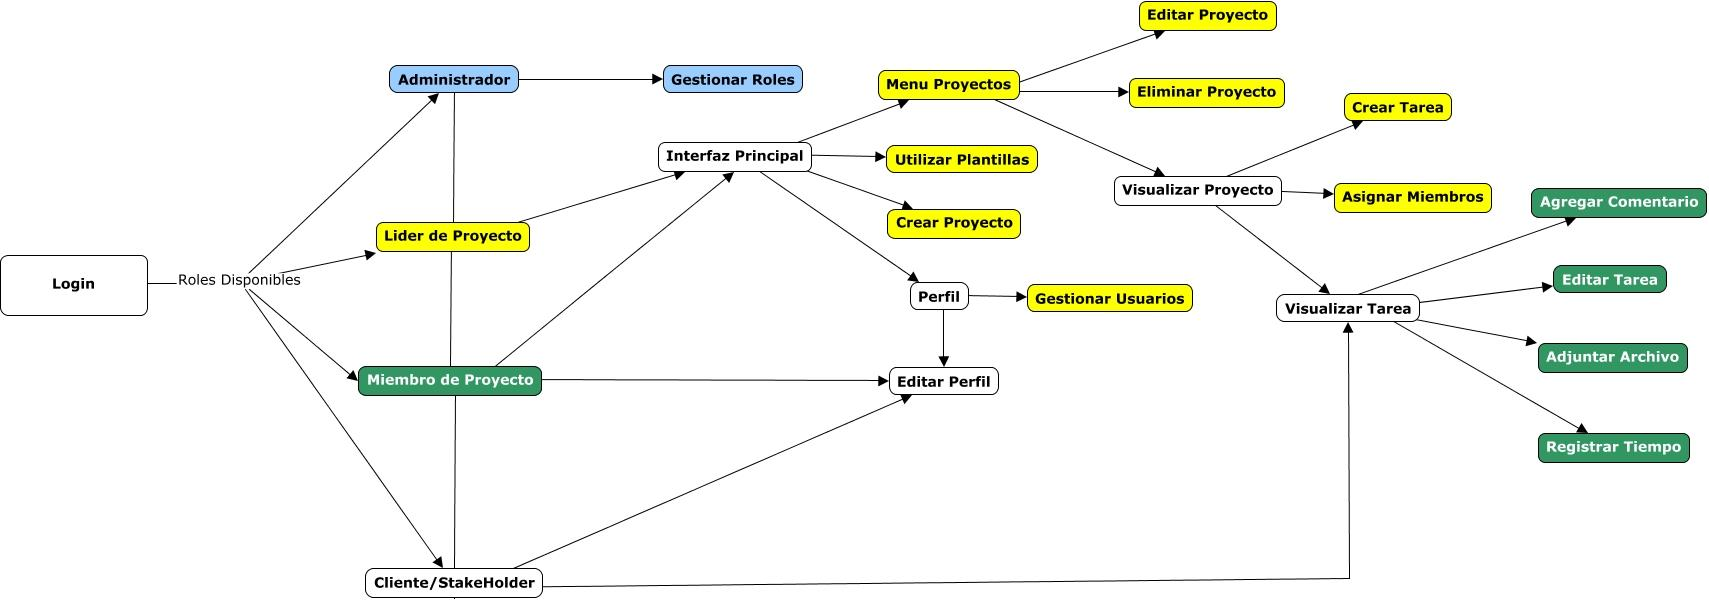 Login
Roles Disponibles
Administrador
Gestionar Roles
Lider de Proyecto
Miembro de Proyecto
Cliente/StakeHolder
Interfaz Principal
Menu Proyectos
Utilizar Plantillas
Crear Proyecto
Perfil
Gestionar Usuarios
Editar Perfil
Editar Proyecto
Eliminar Proyecto
Visualizar Proyecto
Crear Tarea
Asignar Miembros
Visualizar Tarea
Agregar Comentario
Editar Tarea
Adjuntar Archivo
Registrar Tiempo